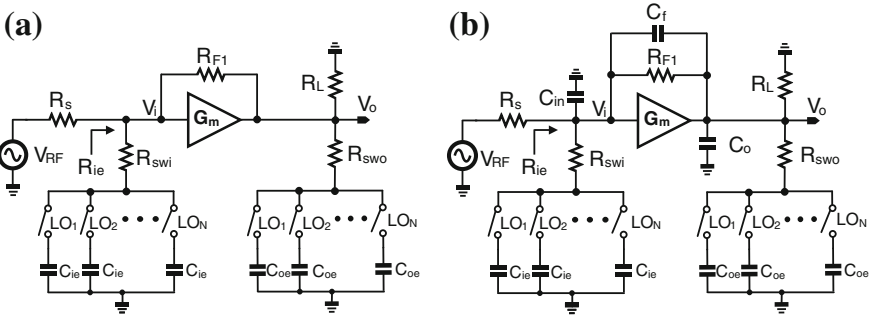 (a)
R_F1
R_L
R_s
V_i
G_m
V_o
V_RF
R_ie
R_swi
R_swo
LO_1 LO_2 • • • LO_N
LO_1 LO_2 • • • LO_N
C_ie C_ie C_ie
C_oe C_oe C_oe
(b)
C_f
R_F1
R_L
C_in
R_s
V_i
G_m
V_o
C_o
V_RF
R_ie
R_swi
R_swo
LO_1 LO_2 • • • LO_N
LO_1 LO_2 • • • LO_N
C_ie C_ie C_ie
C_oe C_oe C_oe